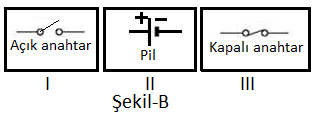 Açık anahtar
+ -
Pil
Kapalı anahtar
I II III
Şekil-B